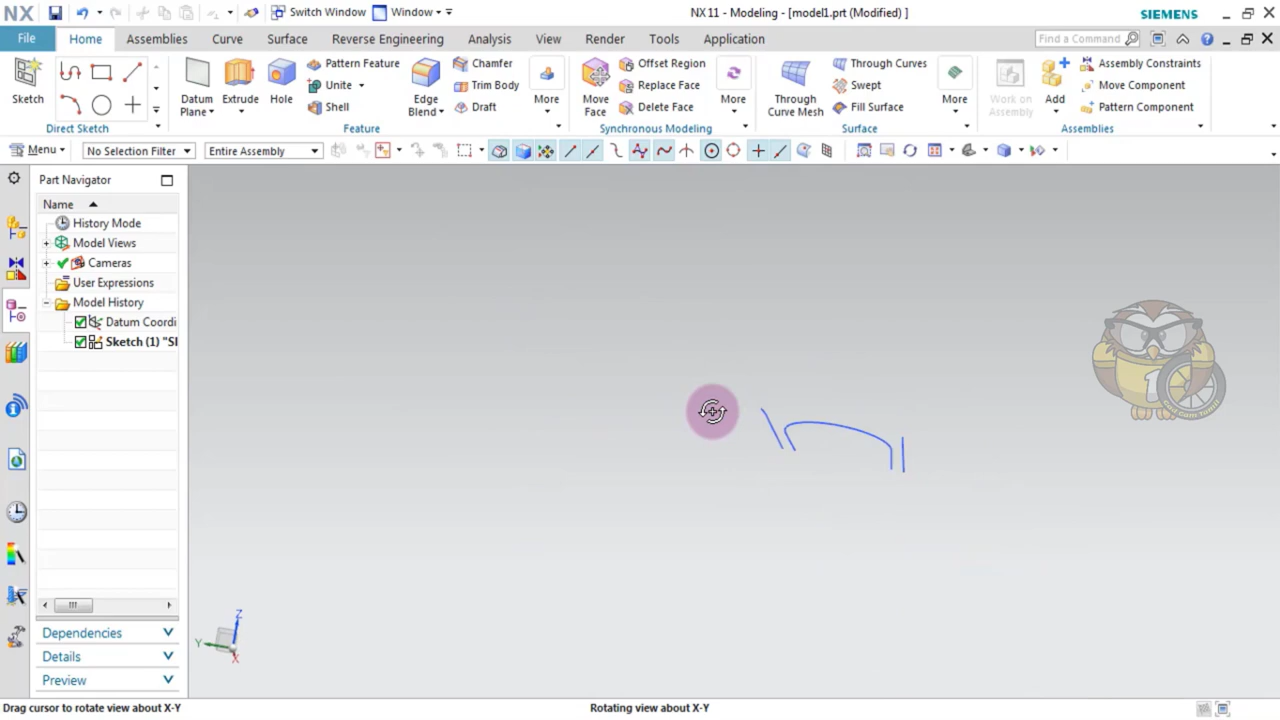 NX
Switch Window
Window
NX 11 - Modeling - [model1.prt (Modified) ]
SIEMENS
File
Home
Assemblies
Curve
Surface
Reverse Engineering
Analysis
View
Render
Tools
Application
Find a Command
Sketch
Direct Sketch
Datum Plane
Extrude
Hole
Pattern Feature
Unite
Shell
Edge Blend
Chamfer
Trim Body
Draft
More
Feature
Move Face
Offset Region
Replace Face
Delete Face
More
Synchronous Modeling
Through Curve Mesh
Through Curves
Swept
Fill Surface
More
Surface
Work on Assembly
Add
Assembly Constraints
Move Component
Pattern Component
Assemblies
Menu
No Selection Filter
Entire Assembly
Part Navigator
Name
History Mode
Model Views
Cameras
User Expressions
Model History
Datum Coordi
Sketch (1) "SI
Dependencies
Details
Preview
Z
Y
X
Drag cursor to rotate view about X-Y
Rotating view about X-Y